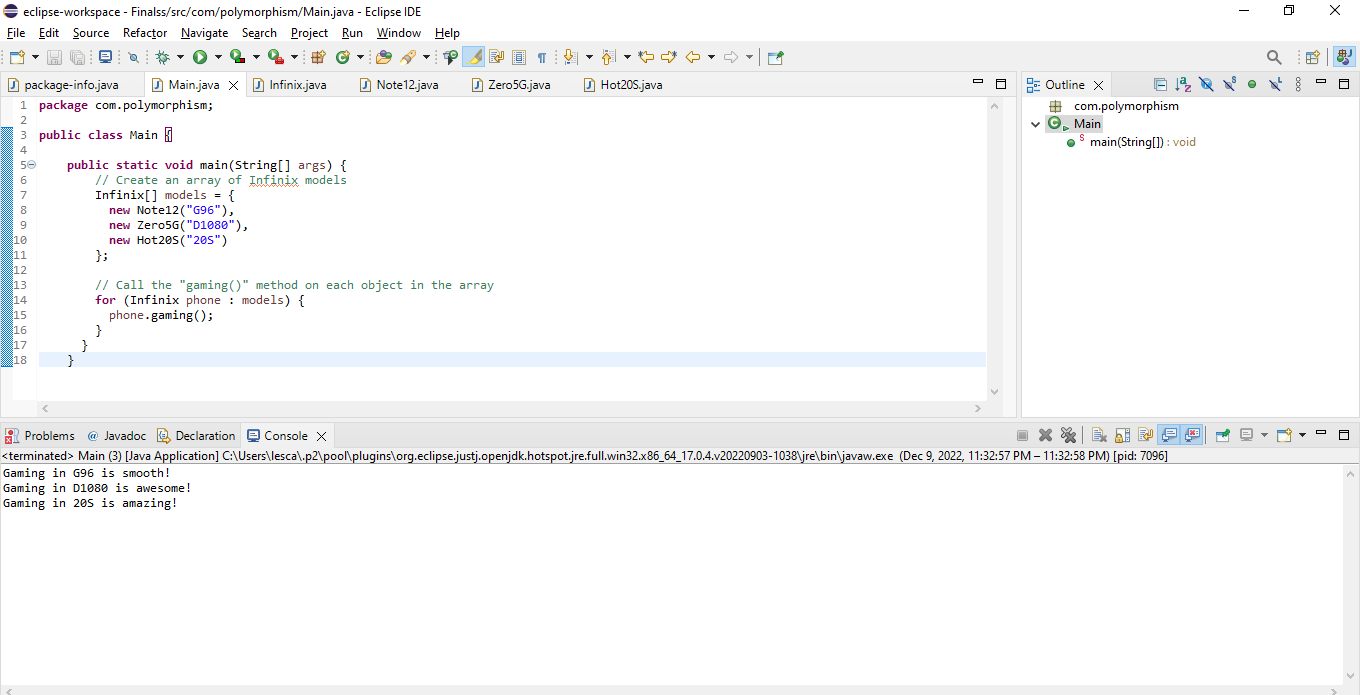 eclipse-workspace - Finalss/src/com/polymorphism/Main.java - Eclipse IDE
File Edit Source Refactor Navigate Search Project Run Window Help
package-info.java Main.java Infinix.java Note12.java Zero5G.java Hot20S.java
1 package com.polymorphism;
2
3 public class Main {
4
5 public static void main(String[] args) {
6 // Create an array of Infinix models
7 Infinix[] models = {
8 new Note12("G96"),
9 new Zero5G("D1080"),
10 new Hot20S("20S")
11 };
12
13 // Call the "gaming()" method on each object in the array
14 for (Infinix phone : models) {
15 phone.gaming();
16 }
17 }
18 }
Outline
com.polymorphism
Main
main(String[]) : void
Problems @ Javadoc Declaration Console
<terminated> Main (3) [Java Application] C:\Users\lesca\.p2\pool\plugins\org.eclipse.justj.openjdk.hotspot.jre.full.win32.x86_64_17.0.4.v20220903-1038\jre\bin\javaw.exe (Dec 9, 2022, 11:32:57 PM – 11:32:58 PM) [pid: 7096]
Gaming in G96 is smooth!
Gaming in D1080 is awesome!
Gaming in 20S is amazing!